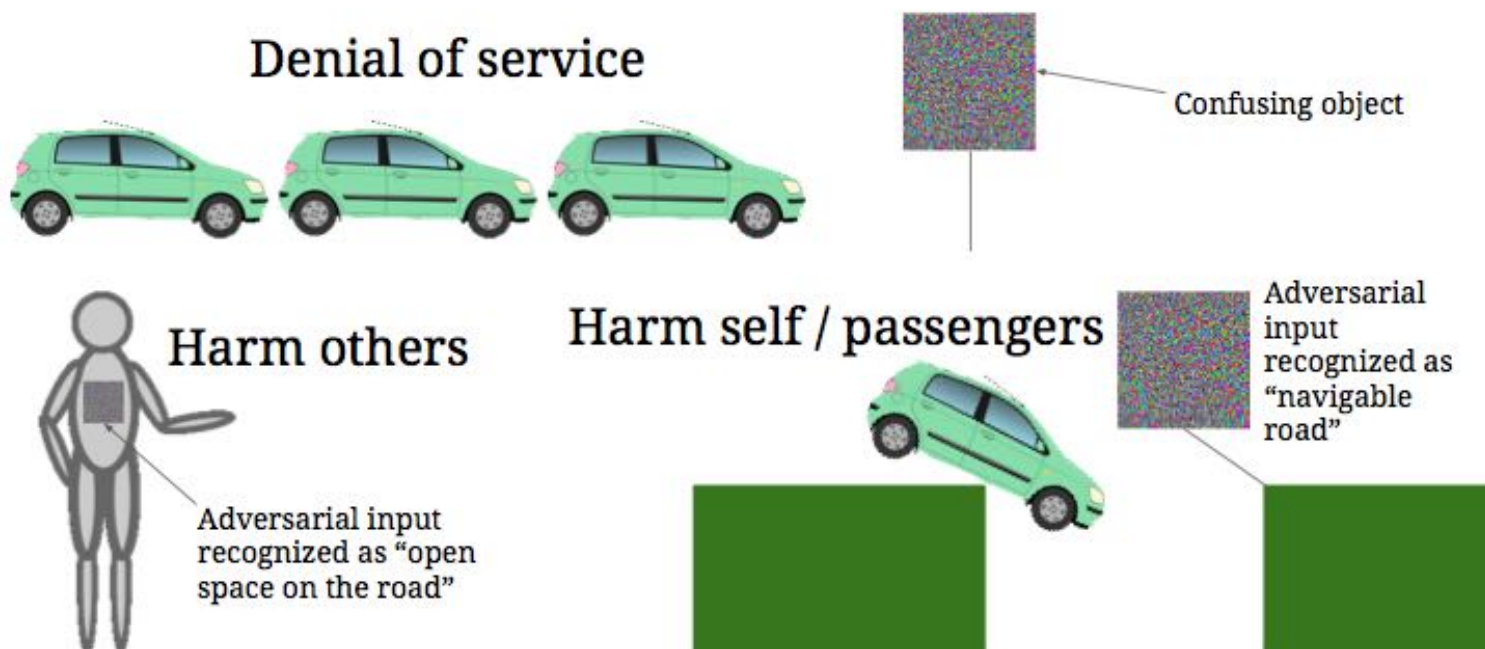 Denial of service
Confusing object
Harm others
Adversarial input
recognized as “open
space on the road”
Harm self / passengers
Adversarial
input
recognized as
“navigable
road”